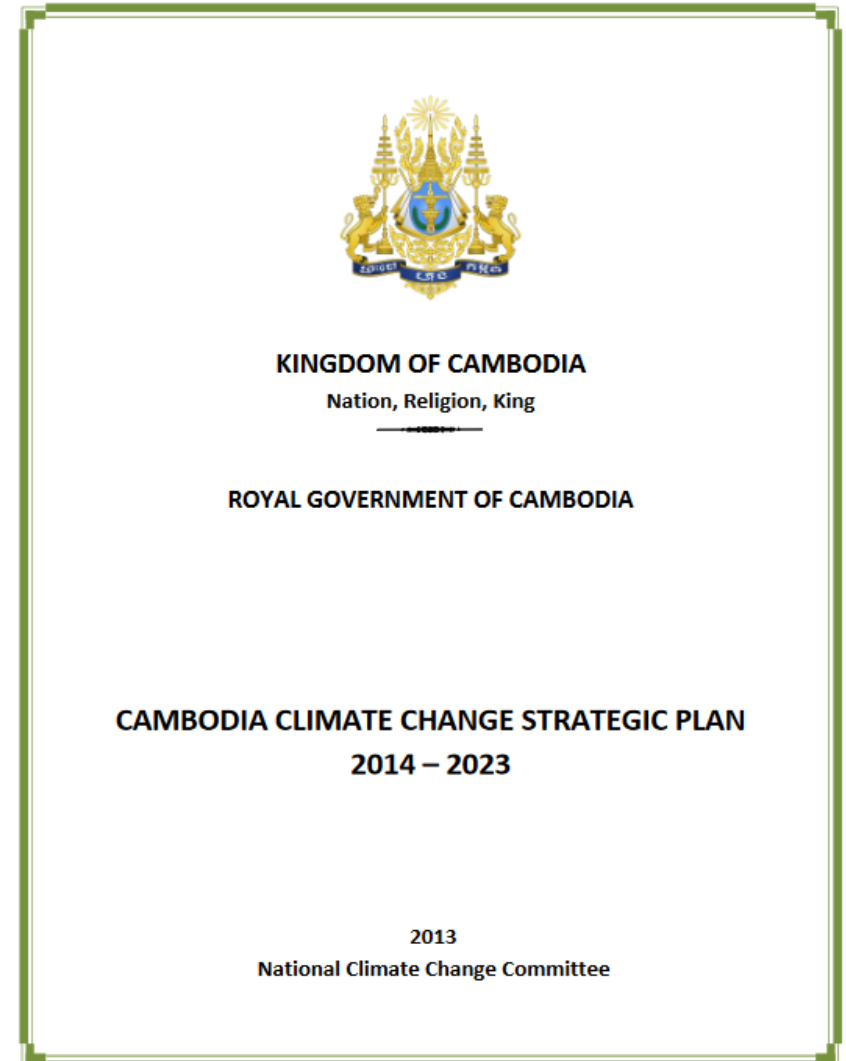 KINGDOM OF CAMBODIA
Nation, Religion, King
ROYAL GOVERNMENT OF CAMBODIA
CAMBODIA CLIMATE CHANGE STRATEGIC PLAN
2014 – 2023
2013
National Climate Change Committee